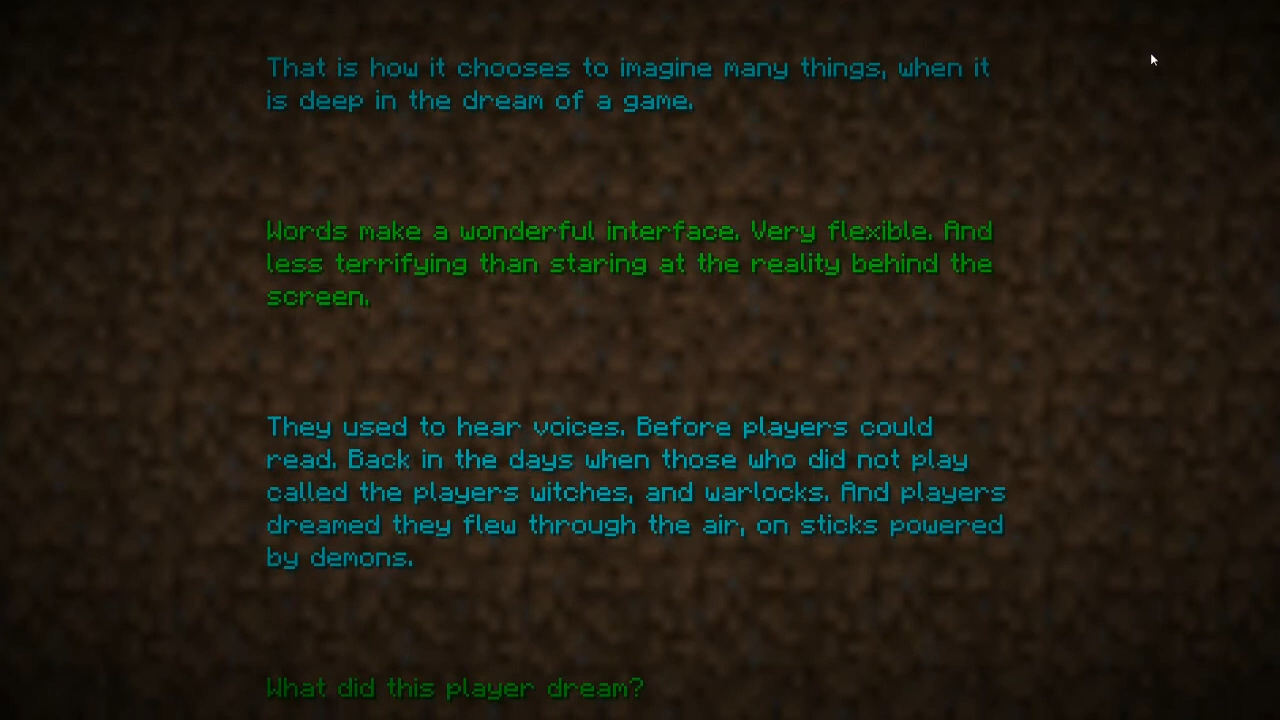 That is how it chooses to imagine many things, when it
is deep in the dream of a game.
Words make a wonderful interface. Very flexible. And
less terrifying than staring at the reality behind the
screen.
They used to hear voices. Before players could
read. Back in the days when those who did not play
called the players witches, and warlocks. And players
dreamed they flew through the air, on sticks powered
by demons.
What did this player dream?